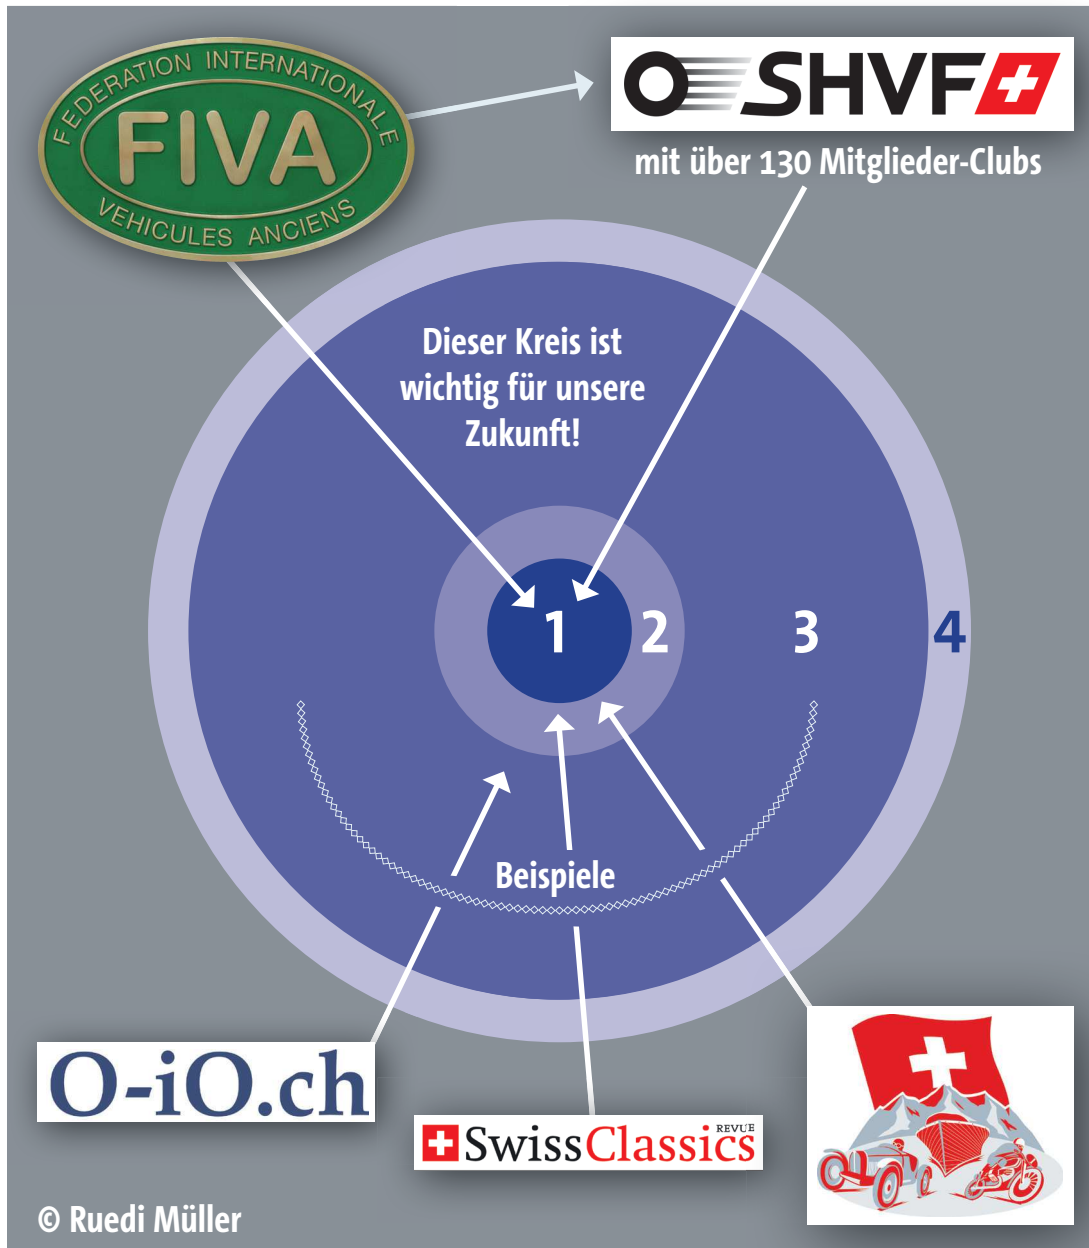 FEDERATION INTERNATIONALE
FIVA
VEHICULES ANCIENS
SHVF
mit über 130 Mitglieder-Clubs
Dieser Kreis ist
wichtig für unsere
Zukunft!
1
2
3
4
Beispiele
O-iO.ch
SwissClassics REVUE
© Ruedi Müller